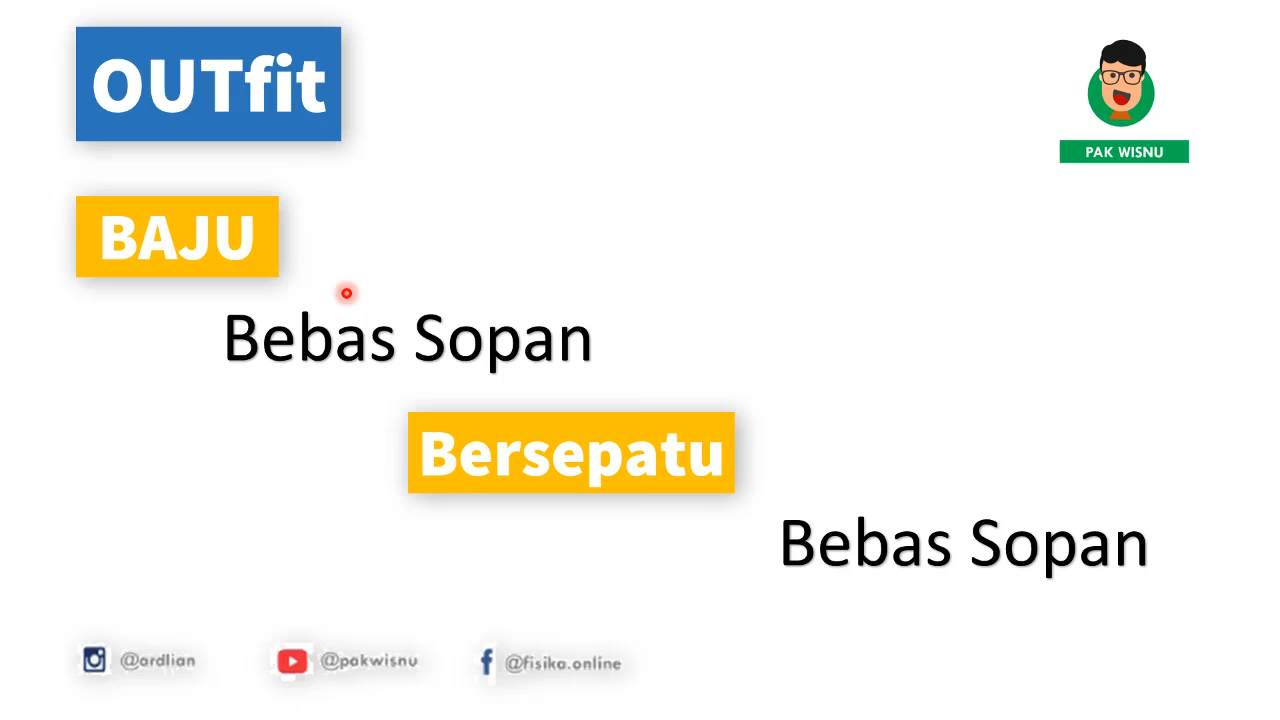 OUTfit
PAK WISNU
BAJU
Bebas Sopan
Bersepatu
Bebas Sopan
@ardlian
@pakwisnu
@fisika.online